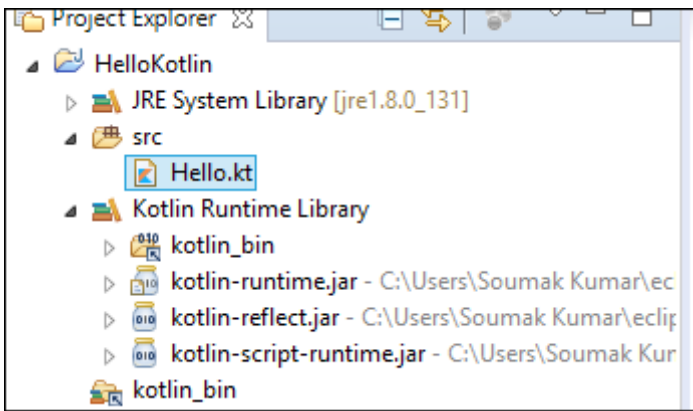 Project Explorer
HelloKotlin
JRE System Library [jre1.8.0_131]
src
Hello.kt
Kotlin Runtime Library
kotlin_bin
kotlin-runtime.jar - C:\Users\Soumak Kumar\ec
kotlin-reflect.jar - C:\Users\Soumak Kumar\eclip
kotlin-script-runtime.jar - C:\Users\Soumak Kur
kotlin_bin